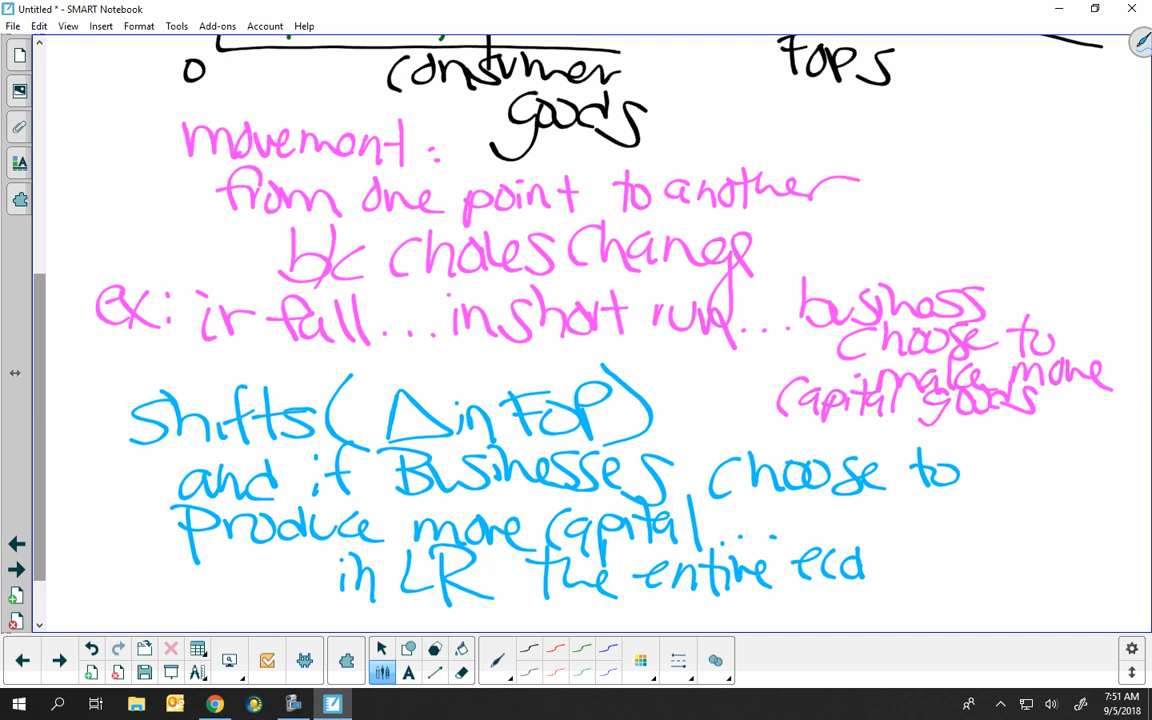 Untitled * - SMART Notebook
File Edit View Insert Format Tools Add-ons Account Help
0 consumer goods
FOPS
movement:
from one point to another
b/c choies change
ex: ir fall... in short run... business choose to make more capital goods
shifts ( Δ in FOP)
and if Businesses choose to
produce more capital...
in LR the entire eco
7:51 AM
9/5/2018